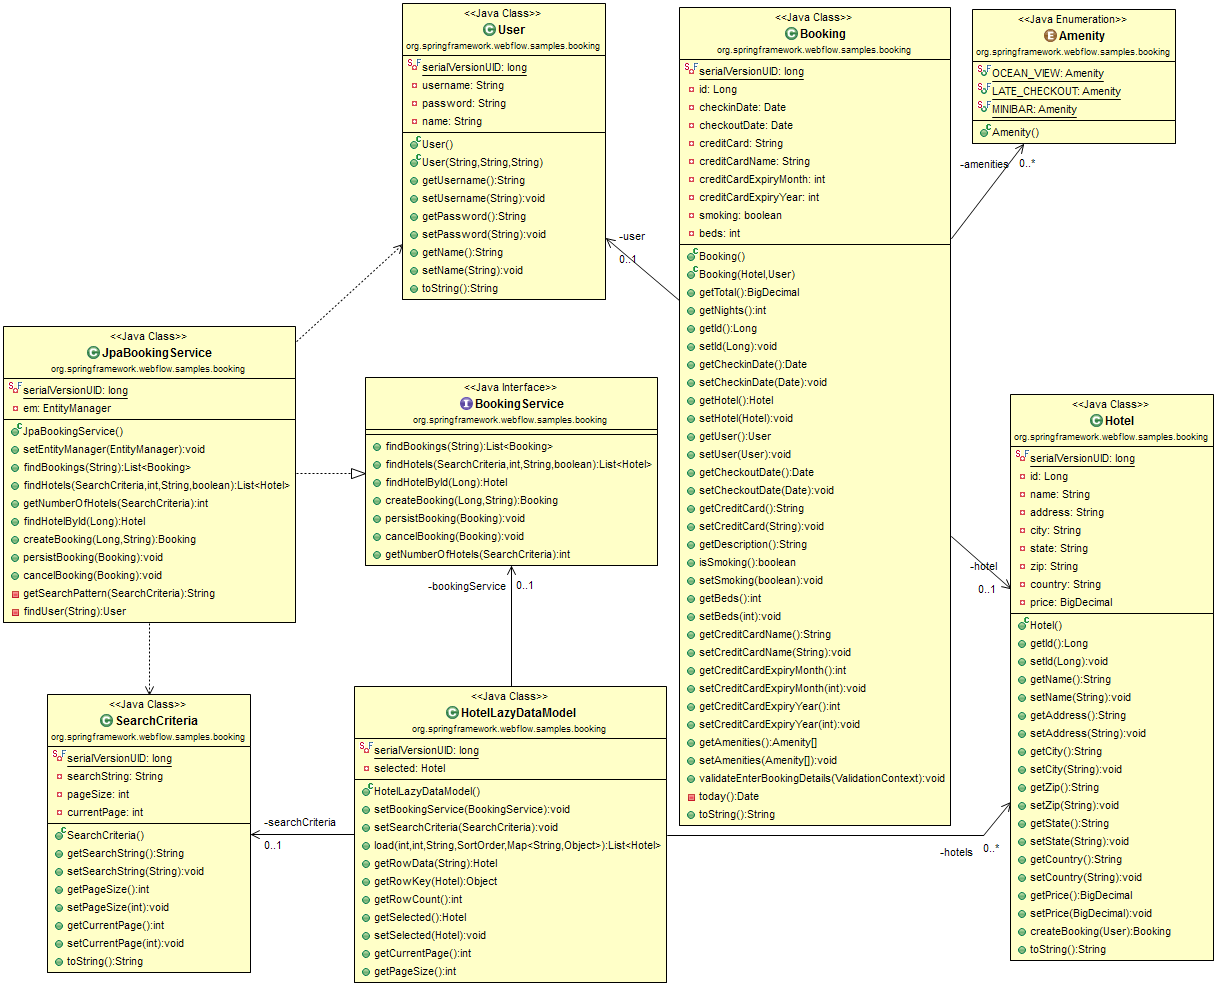 <<Java Class>>
User
org.springframework.webflow.samples.booking
serialVersionUID: long
username: String
password: String
name: String
User()
User(String,String,String)
getUsername():String
setUsername(String):void
getPassword():String
setPassword(String):void
getName():String
setName(String):void
toString():String
<<Java Class>>
Booking
org.springframework.webflow.samples.booking
serialVersionUID: long
id: Long
checkinDate: Date
checkoutDate: Date
creditCard: String
creditCardName: String
creditCardExpiryMonth: int
creditCardExpiryYear: int
smoking: boolean
beds: int
Booking()
Booking(Hotel,User)
getTotal():BigDecimal
getNights():int
getId():Long
setId(Long):void
getCheckinDate():Date
setCheckinDate(Date):void
getHotel():Hotel
setHotel(Hotel):void
getUser():User
setUser(User):void
getCheckoutDate():Date
setCheckoutDate(Date):void
getCreditCard():String
setCreditCard(String):void
getDescription():String
isSmoking():boolean
setSmoking(boolean):void
getBeds():int
setBeds(int):void
getCreditCardName():String
setCreditCardName(String):void
getCreditCardExpiryMonth():int
setCreditCardExpiryMonth(int):void
getCreditCardExpiryYear():int
setCreditCardExpiryYear(int):void
getAmenities():Amenity[]
setAmenities(Amenity[]):void
validateEnterBookingDetails(ValidationContext):void
today():Date
toString():String
<<Java Enumeration>>
Amenity
org.springframework.webflow.samples.booking
OCEAN_VIEW: Amenity
LATE_CHECKOUT: Amenity
MINIBAR: Amenity
Amenity()
-amenities
0..*
-user
0..1
<<Java Class>>
JpaBookingService
org.springframework.webflow.samples.booking
serialVersionUID: long
em: EntityManager
JpaBookingService()
setEntityManager(EntityManager):void
findBookings(String):List<Booking>
findHotels(SearchCriteria,int,String,boolean):List<Hotel>
getNumberOfHotels(SearchCriteria):int
findHotelById(Long):Hotel
createBooking(Long,String):Booking
persistBooking(Booking):void
cancelBooking(Booking):void
getSearchPattern(SearchCriteria):String
findUser(String):User
<<Java Interface>>
BookingService
org.springframework.webflow.samples.booking
findBookings(String):List<Booking>
findHotels(SearchCriteria,int,String,boolean):List<Hotel>
findHotelById(Long):Hotel
createBooking(Long,String):Booking
persistBooking(Booking):void
cancelBooking(Booking):void
getNumberOfHotels(SearchCriteria):int
-bookingService
0..1
<<Java Class>>
Hotel
org.springframework.webflow.samples.booking
serialVersionUID: long
id: Long
name: String
address: String
city: String
state: String
zip: String
country: String
price: BigDecimal
Hotel()
getId():Long
setId(Long):void
getName():String
setName(String):void
getAddress():String
setAddress(String):void
getCity():String
setCity(String):void
getZip():String
setZip(String):void
getState():String
setState(String):void
getCountry():String
setCountry(String):void
getPrice():BigDecimal
setPrice(BigDecimal):void
createBooking(User):Booking
toString():String
-hotel
0..1
<<Java Class>>
SearchCriteria
org.springframework.webflow.samples.booking
serialVersionUID: long
searchString: String
pageSize: int
currentPage: int
SearchCriteria()
getSearchString():String
setSearchString(String):void
getPageSize():int
setPageSize(int):void
getCurrentPage():int
setCurrentPage(int):void
toString():String
-searchCriteria
0..1
<<Java Class>>
HotelLazyDataModel
org.springframework.webflow.samples.booking
serialVersionUID: long
selected: Hotel
HotelLazyDataModel()
setBookingService(BookingService):void
setSearchCriteria(SearchCriteria):void
load(int,int,String,SortOrder,Map<String,Object>):List<Hotel>
getRowData(String):Hotel
getRowKey(Hotel):Object
getRowCount():int
getSelected():Hotel
setSelected(Hotel):void
getCurrentPage():int
getPageSize():int
-hotels
0..*